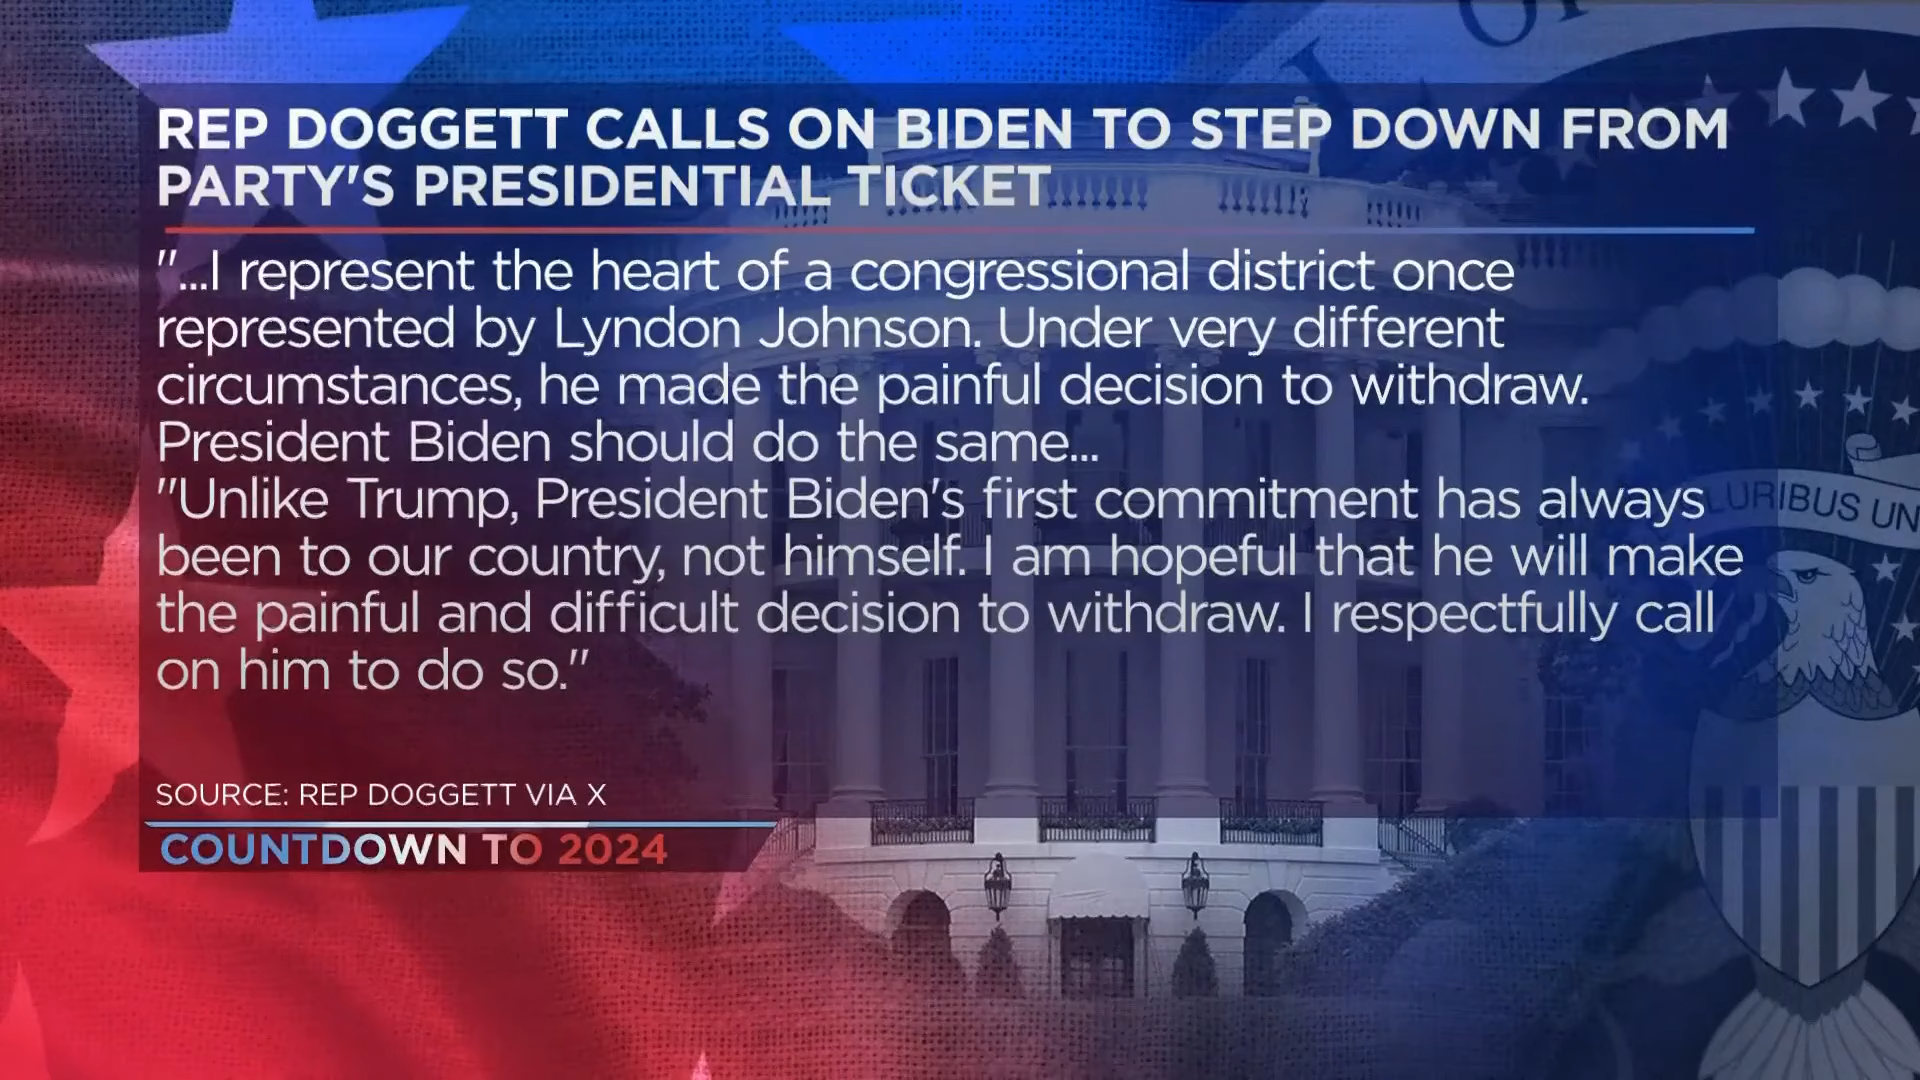 REP DOGGETT CALLS ON BIDEN TO STEP DOWN FROM
PARTY'S PRESIDENTIAL TICKET
"...I represent the heart of a congressional district once
represented by Lyndon Johnson. Under very different
circumstances, he made the painful decision to withdraw.
President Biden should do the same...
"Unlike Trump, President Biden's first commitment has always
been to our country, not himself. I am hopeful that he will make
the painful and difficult decision to withdraw. I respectfully call
on him to do so."
SOURCE: REP DOGGETT VIA X
COUNTDOWN TO 2024
LURIBUS UN